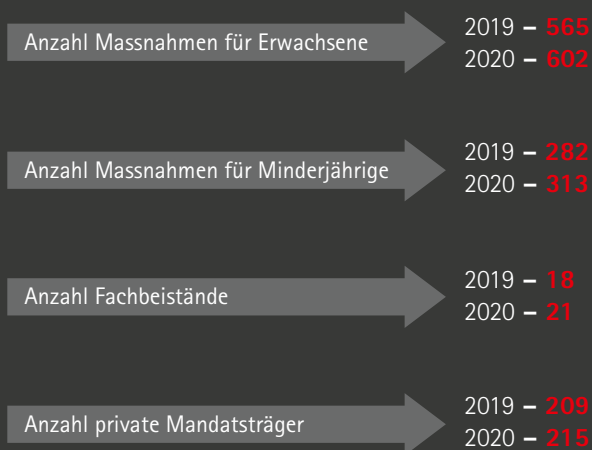 Anzahl Massnahmen für Erwachsene
2019 – 565
2020 – 602
Anzahl Massnahmen für Minderjährige
2019 – 282
2020 – 313
Anzahl Fachbeistände
2019 – 18
2020 – 21
Anzahl private Mandatsträger
2019 – 209
2020 – 215